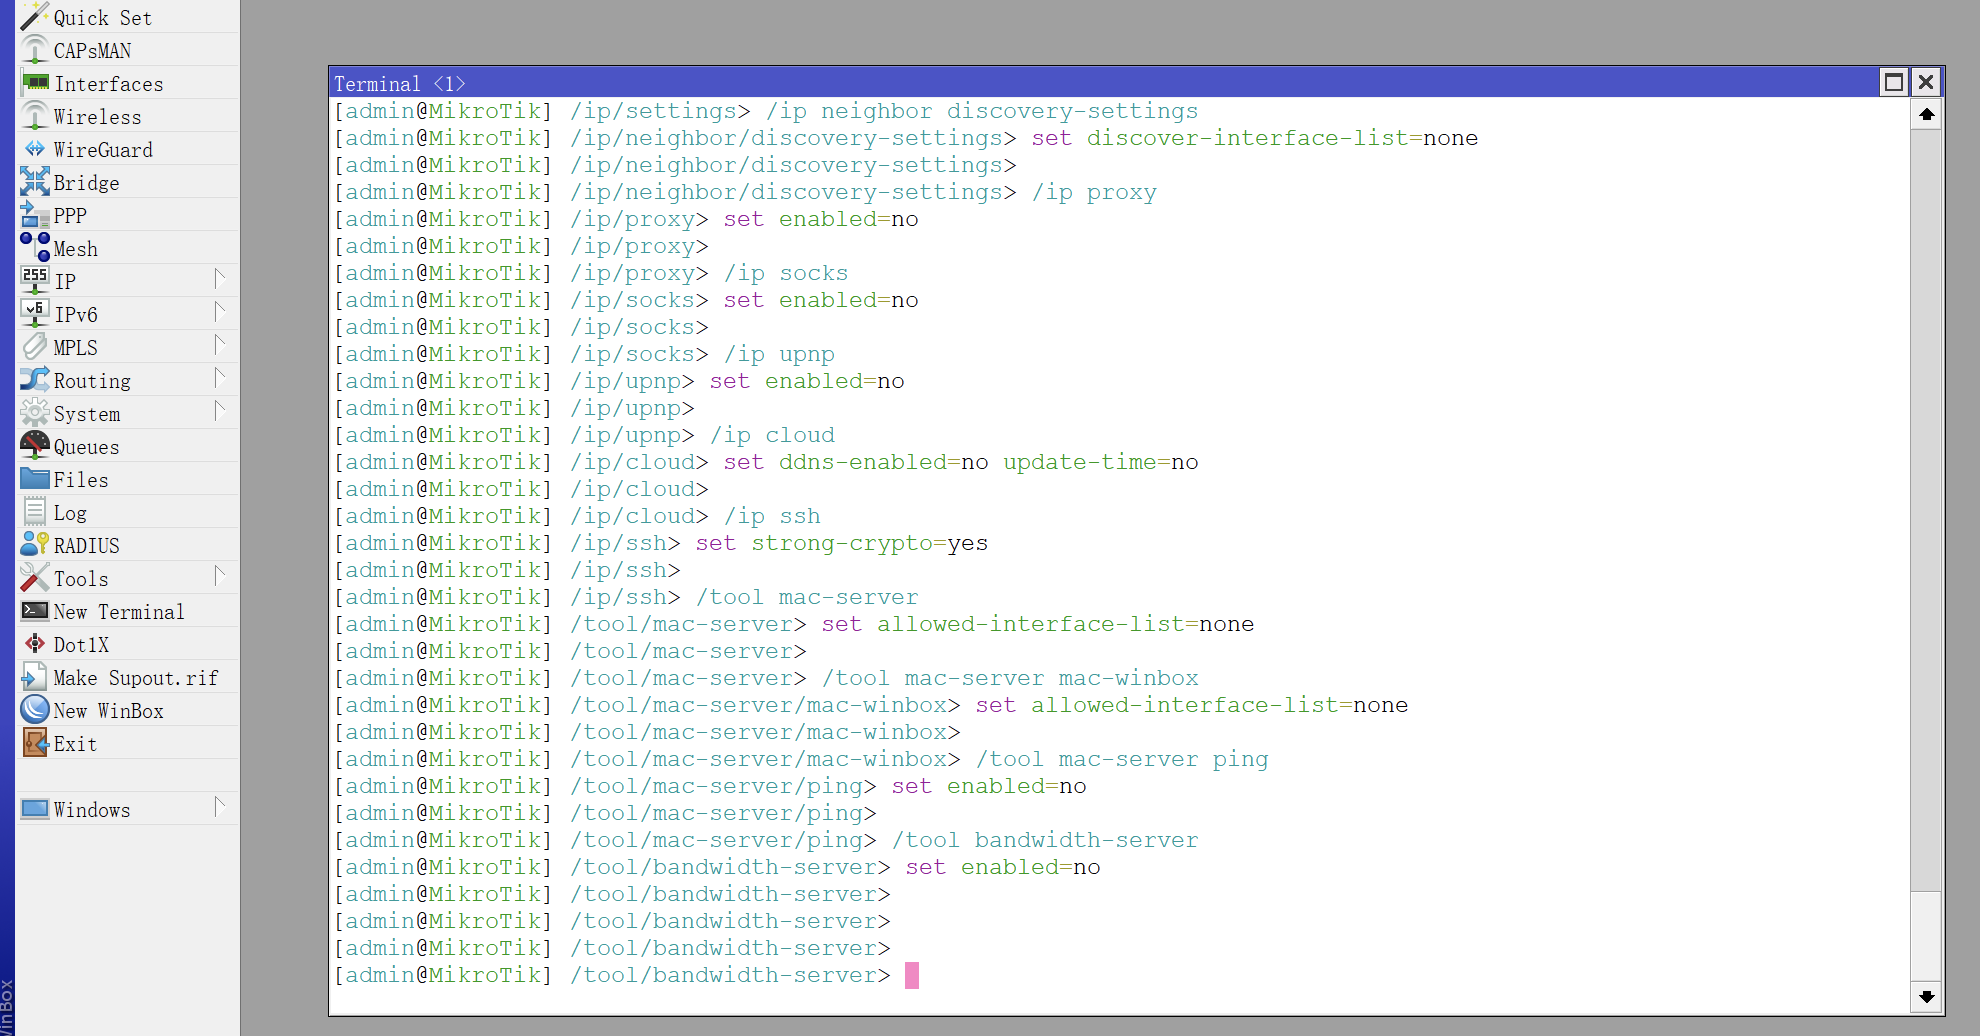 Quick Set
CAPsMAN
Interfaces
Wireless
WireGuard
Bridge
PPP
Mesh
255 IP
v6 IPv6
MPLS
Routing
System
Queues
Files
Log
RADIUS
Tools
New Terminal
Dot1X
Make Supout.rif
New WinBox
Exit
Windows
WinBox
Terminal <1>
[admin@MikroTik] /ip/settings> /ip neighbor discovery-settings
[admin@MikroTik] /ip/neighbor/discovery-settings> set discover-interface-list=none
[admin@MikroTik] /ip/neighbor/discovery-settings>
[admin@MikroTik] /ip/neighbor/discovery-settings> /ip proxy
[admin@MikroTik] /ip/proxy> set enabled=no
[admin@MikroTik] /ip/proxy>
[admin@MikroTik] /ip/proxy> /ip socks
[admin@MikroTik] /ip/socks> set enabled=no
[admin@MikroTik] /ip/socks>
[admin@MikroTik] /ip/socks> /ip upnp
[admin@MikroTik] /ip/upnp> set enabled=no
[admin@MikroTik] /ip/upnp>
[admin@MikroTik] /ip/upnp> /ip cloud
[admin@MikroTik] /ip/cloud> set ddns-enabled=no update-time=no
[admin@MikroTik] /ip/cloud>
[admin@MikroTik] /ip/cloud> /ip ssh
[admin@MikroTik] /ip/ssh> set strong-crypto=yes
[admin@MikroTik] /ip/ssh>
[admin@MikroTik] /ip/ssh> /tool mac-server
[admin@MikroTik] /tool/mac-server> set allowed-interface-list=none
[admin@MikroTik] /tool/mac-server>
[admin@MikroTik] /tool/mac-server> /tool mac-server mac-winbox
[admin@MikroTik] /tool/mac-server/mac-winbox> set allowed-interface-list=none
[admin@MikroTik] /tool/mac-server/mac-winbox>
[admin@MikroTik] /tool/mac-server/mac-winbox> /tool mac-server ping
[admin@MikroTik] /tool/mac-server/ping> set enabled=no
[admin@MikroTik] /tool/mac-server/ping>
[admin@MikroTik] /tool/mac-server/ping> /tool bandwidth-server
[admin@MikroTik] /tool/bandwidth-server> set enabled=no
[admin@MikroTik] /tool/bandwidth-server>
[admin@MikroTik] /tool/bandwidth-server>
[admin@MikroTik] /tool/bandwidth-server>
[admin@MikroTik] /tool/bandwidth-server>